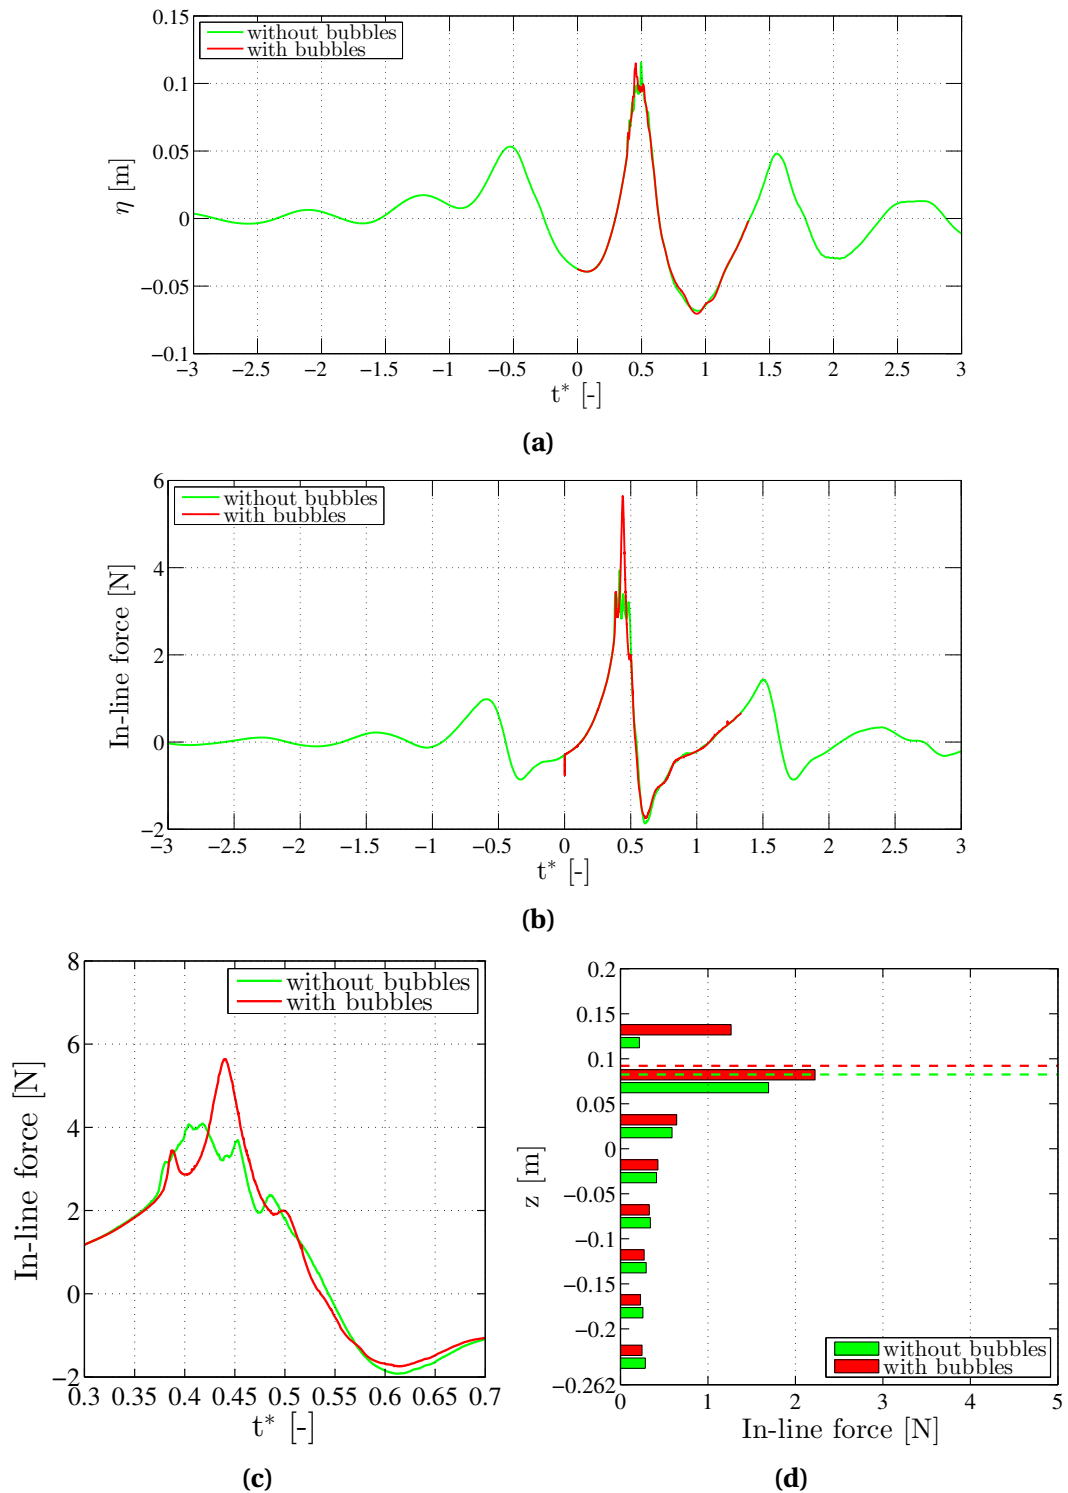 0.15
without bubbles
with bubbles
0.1
0.05
0
−0.05
−0.1
η [m]
−3 −2.5 −2 −1.5 −1 −0.5 0 0.5 1 1.5 2 2.5 3
t* [-]
(a)
6
without bubbles
with bubbles
4
2
0
−2
In-line force [N]
−3 −2.5 −2 −1.5 −1 −0.5 0 0.5 1 1.5 2 2.5 3
t* [-]
(b)
8
without bubbles
with bubbles
6
4
2
0
−2
In-line force [N]
0.3 0.35 0.4 0.45 0.5 0.55 0.6 0.65 0.7
t* [-]
(c)
0.2
0.15
0.1
0.05
0
−0.05
−0.1
−0.15
−0.2
−0.262
z [m]
without bubbles
with bubbles
0 1 2 3 4 5
In-line force [N]
(d)